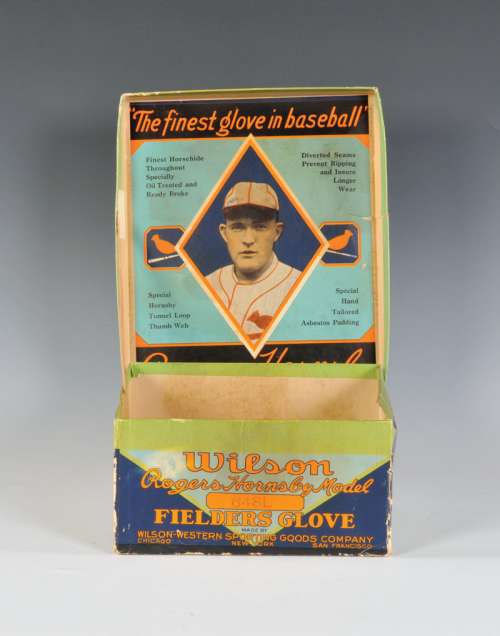 "The finest glove in baseball"
Finest Horsehide
Throughout
Specially
Oil Treated and
Ready Broke
Diverted Seams
Prevent Ripping
and Insure
Longer
Wear
Special
Hornsby
Tunnel Loop
Thumb Web
Special
Hand
Tailored
Asbestos Padding
Wilson
Rogers Hornsby Model
648L
FIELDERS GLOVE
MADE BY
WILSON-WESTERN SPORTING GOODS COMPANY
CHICAGO NEW YORK SAN FRANCISCO